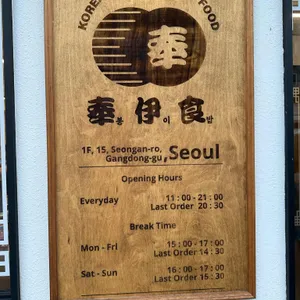 KOREA FOOD
奉
奉봉 伊이 食밥
1F, 15, Seongan-ro,
Gangdong-gu, Seoul
Opening Hours
Everyday 11 : 00 - 21 : 00
Last Order 20 : 30
Break Time
Mon - Fri 15 : 00 - 17 : 00
Last Order 14 : 30
Sat - Sun 16 : 00 - 17 : 00
Last Order 15 : 30